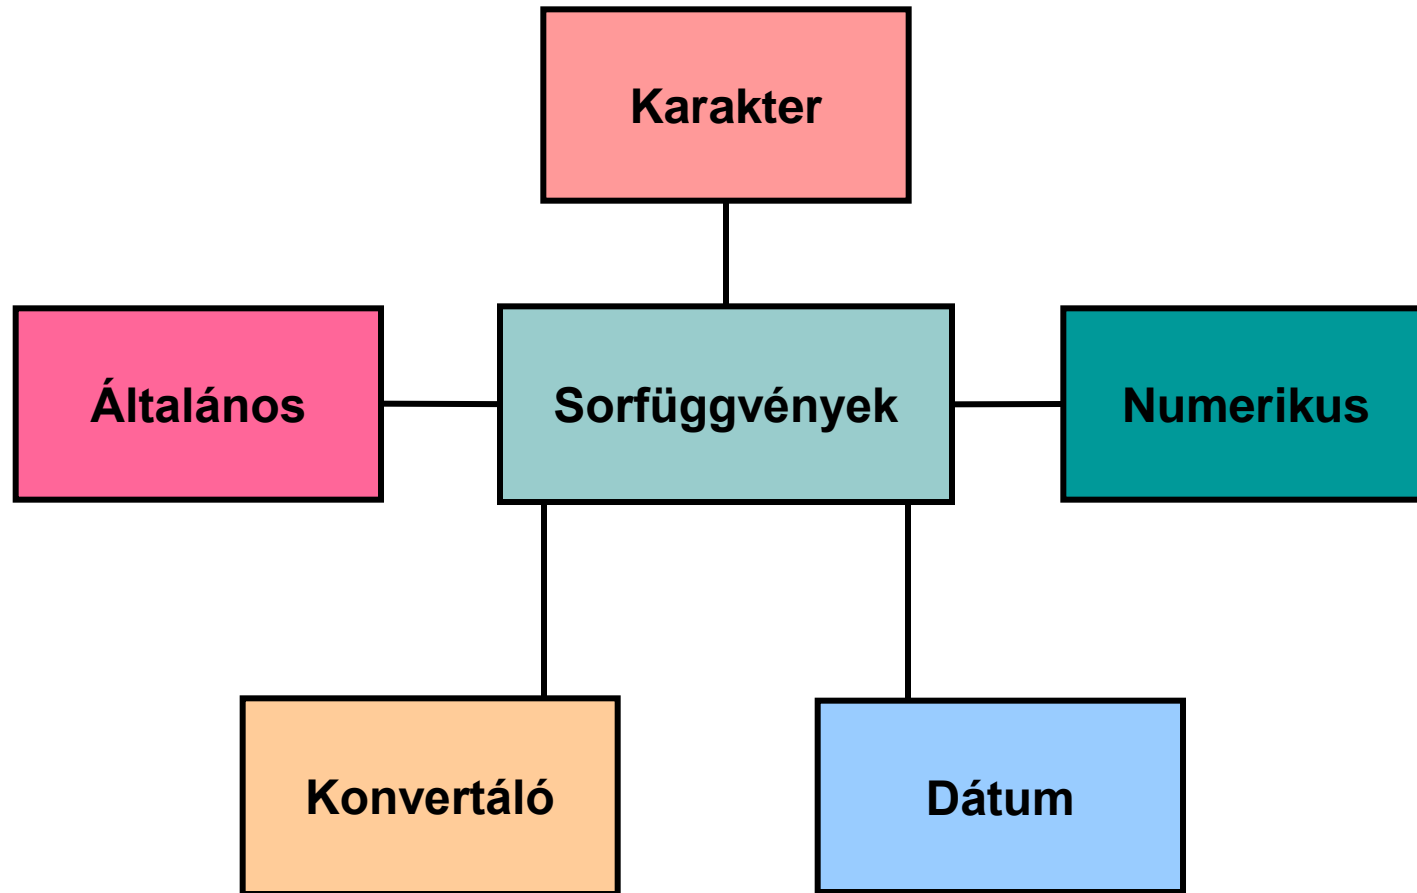 Karakter
Általános
Sorfüggvények
Numerikus
Konvertáló
Dátum